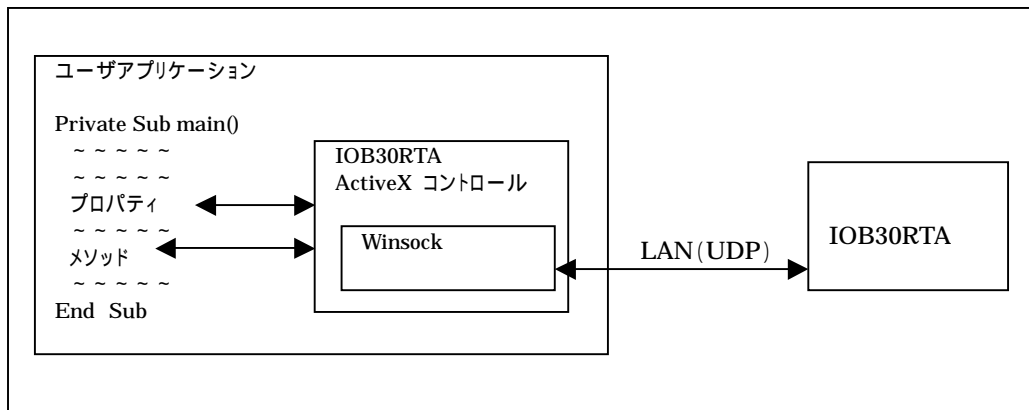 ユーザアプリケーション
Private Sub main()
~ ~ ~ ~ ~
~ ~ ~ ~ ~
プロパティ
~ ~ ~ ~ ~
メソッド
~ ~ ~ ~ ~
End Sub
IOB30RTA
ActiveX コントロール
Winsock
LAN(UDP)
IOB30RTA